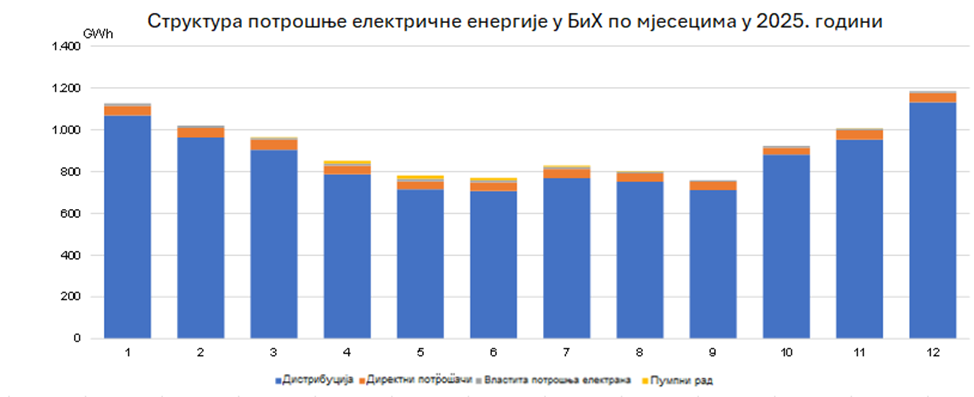 Структура потрошње електричне енергије у БиХ по мјесецима у 2025. години
GWh
1.400
1.200
1.000
800
600
400
200
0
1 2 3 4 5 6 7 8 9 10 11 12
Дистрибуција Директни потрошачи Властита потрошња електрана Пумпни рад